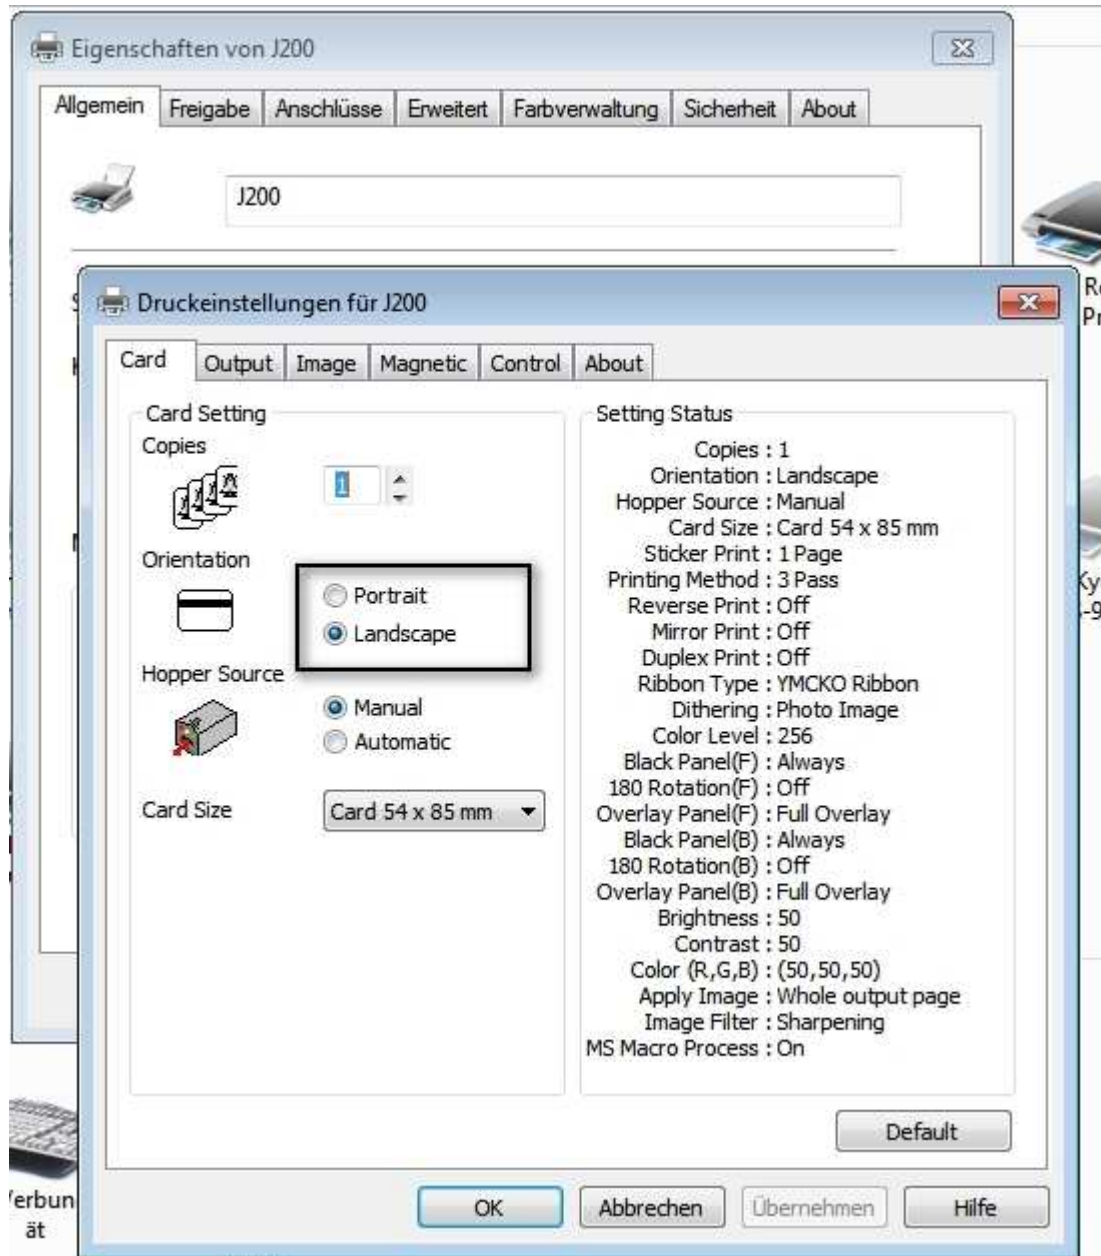 Eigenschaften von J200
Allgemein Freigabe Anschlüsse Erweitert Farbverwaltung Sicherheit About
J200
Druckeinstellungen für J200
Card Output Image Magnetic Control About
Card Setting
Copies
1
Orientation
Portrait
Landscape
Hopper Source
Manual
Automatic
Card Size
Card 54 x 85 mm
Setting Status
Copies : 1
Orientation : Landscape
Hopper Source : Manual
Card Size : Card 54 x 85 mm
Sticker Print : 1 Page
Printing Method : 3 Pass
Reverse Print : Off
Mirror Print : Off
Duplex Print : Off
Ribbon Type : YMCKO Ribbon
Dithering : Photo Image
Color Level : 256
Black Panel(F) : Always
180 Rotation(F) : Off
Overlay Panel(F) : Full Overlay
Black Panel(B) : Always
180 Rotation(B) : Off
Overlay Panel(B) : Full Overlay
Brightness : 50
Contrast : 50
Color (R,G,B) : (50,50,50)
Apply Image : Whole output page
Image Filter : Sharpening
MS Macro Process : On
Default
OK Abbrechen Übernehmen Hilfe
ät